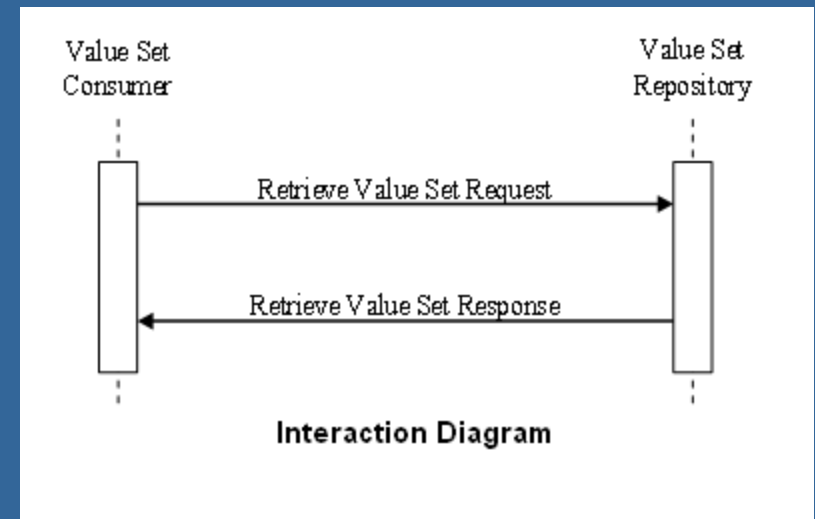 Value Set
Consumer
Value Set
Repository
Retrieve Value Set Request
Retrieve Value Set Response
Interaction Diagram